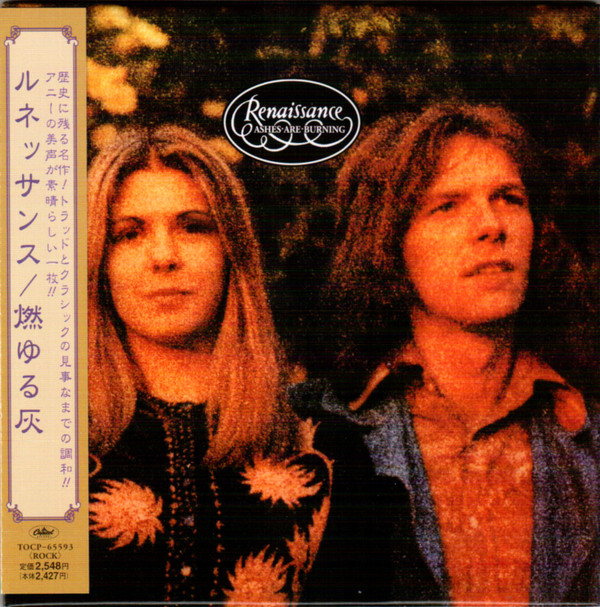 ルネッサンス/燃ゆる灰
歴史に残る名作!トラッドとクラシックの見事なまでの調和!!
アニーの美声が素晴らしい一枚!!
Capitol
TOCP-65593
〈ROCK〉
定価2,548円
(本体2,427円)
Renaissance
ASHES·ARE·BURNING